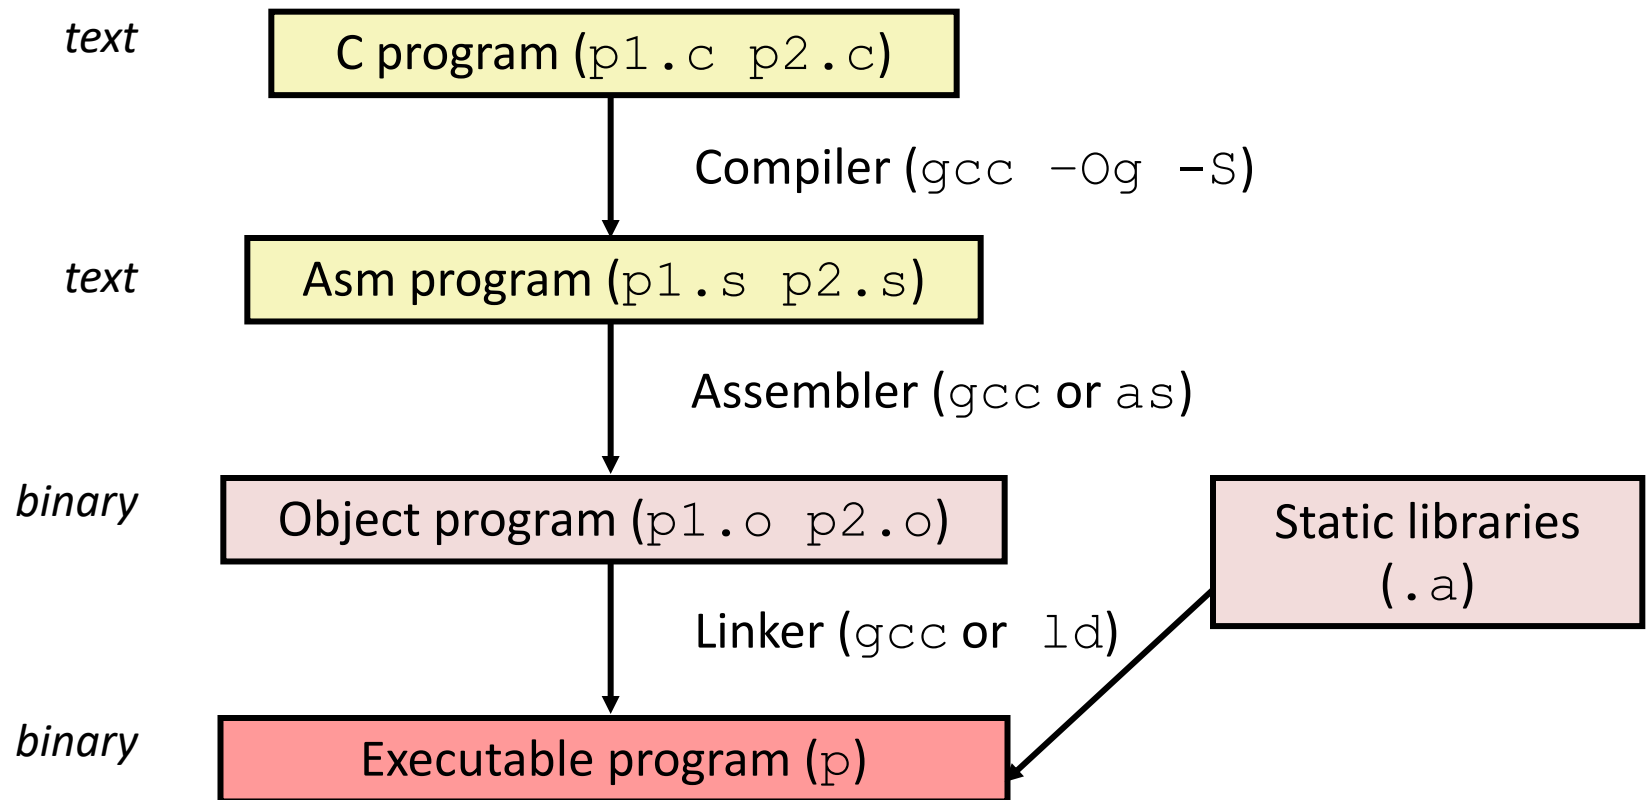 text
C program (p1.c p2.c)
Compiler (gcc –Og -S)
text
Asm program (p1.s p2.s)
Assembler (gcc or as)
binary
Object program (p1.o p2.o)
Static libraries
(.a)
Linker (gcc or ld)
binary
Executable program (p)